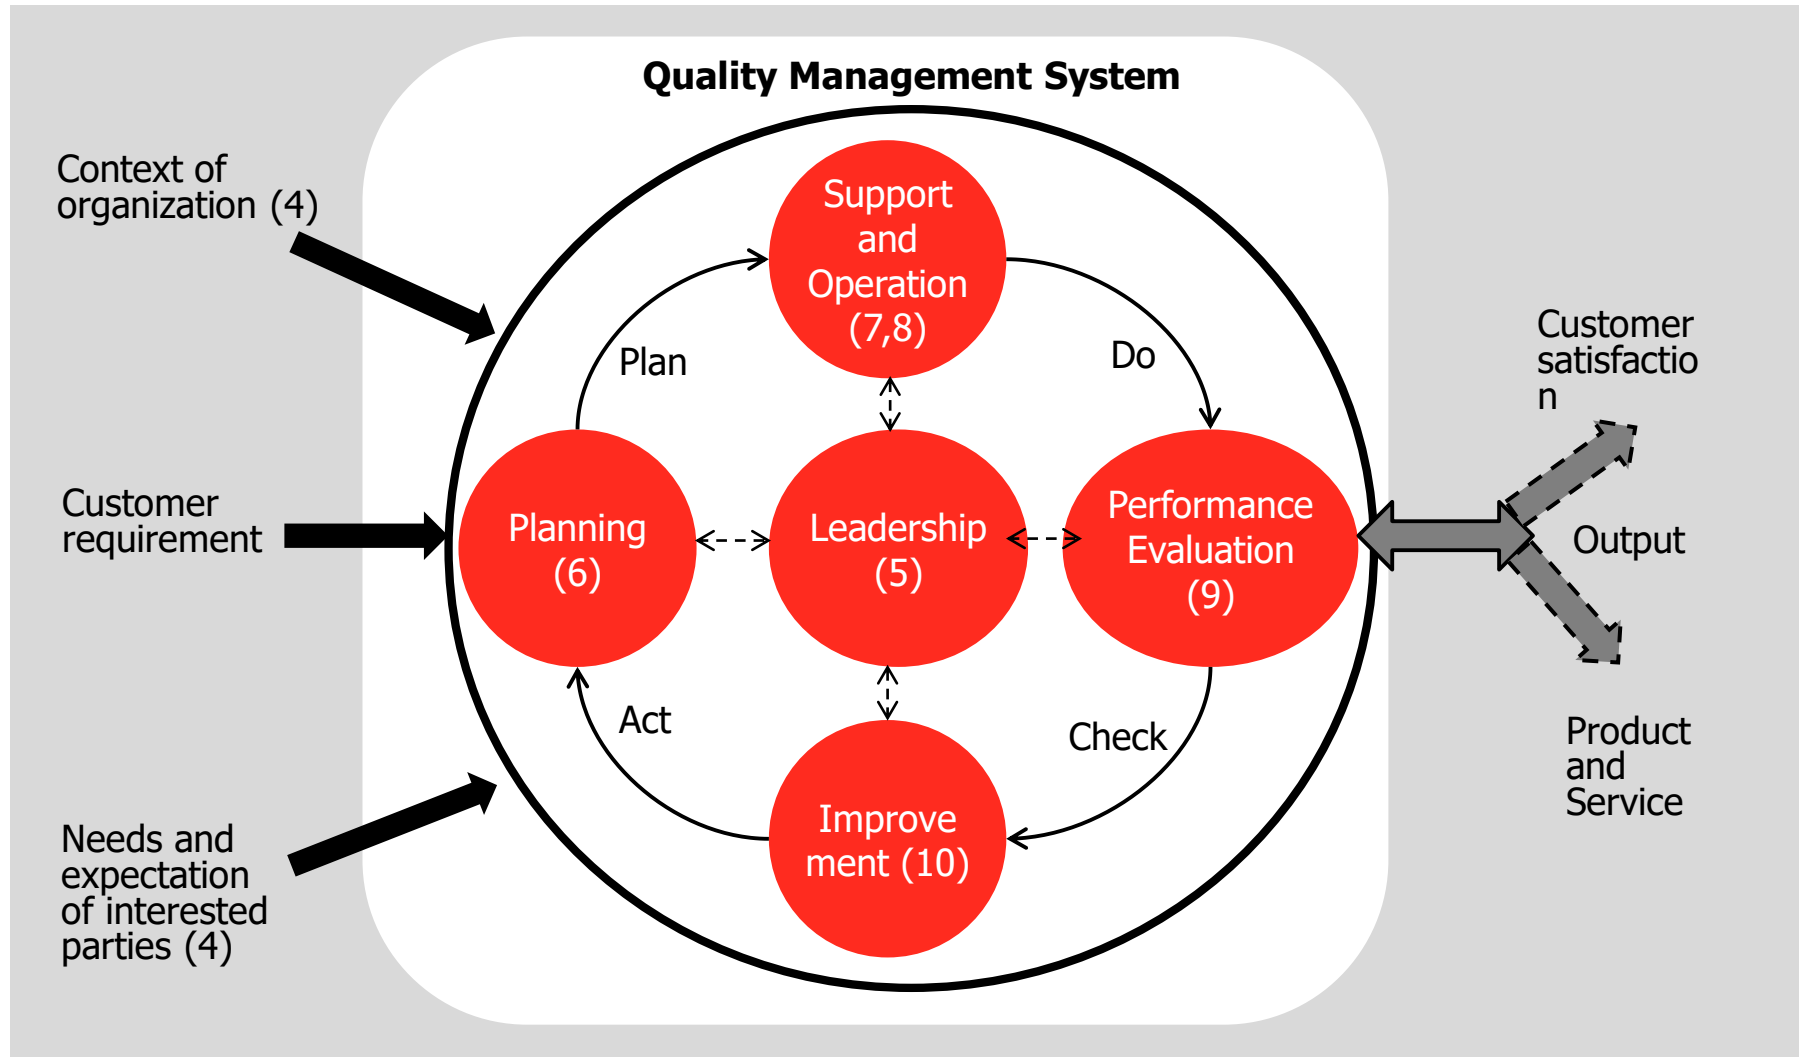 Quality Management System
Context of
organization (4)
Customer
requirement
Needs and
expectation
of interested
parties (4)
Support
and
Operation
(7,8)
Plan
Do
Planning
(6)
Leadership
(5)
Performance
Evaluation
(9)
Act
Check
Improve
ment (10)
Customer
satisfactio
n
Output
Product
and
Service